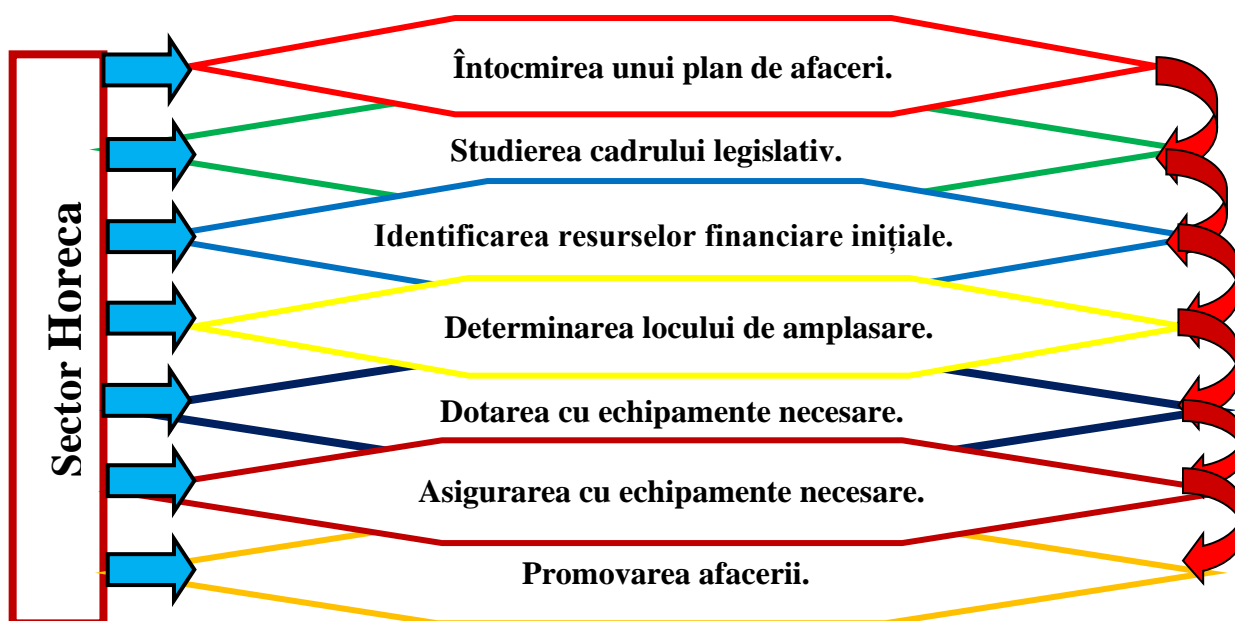 Sector Horeca
Întocmirea unui plan de afaceri.
Studierea cadrului legislativ.
Identificarea resurselor financiare inițiale.
Determinarea locului de amplasare.
Dotarea cu echipamente necesare.
Asigurarea cu echipamente necesare.
Promovarea afacerii.